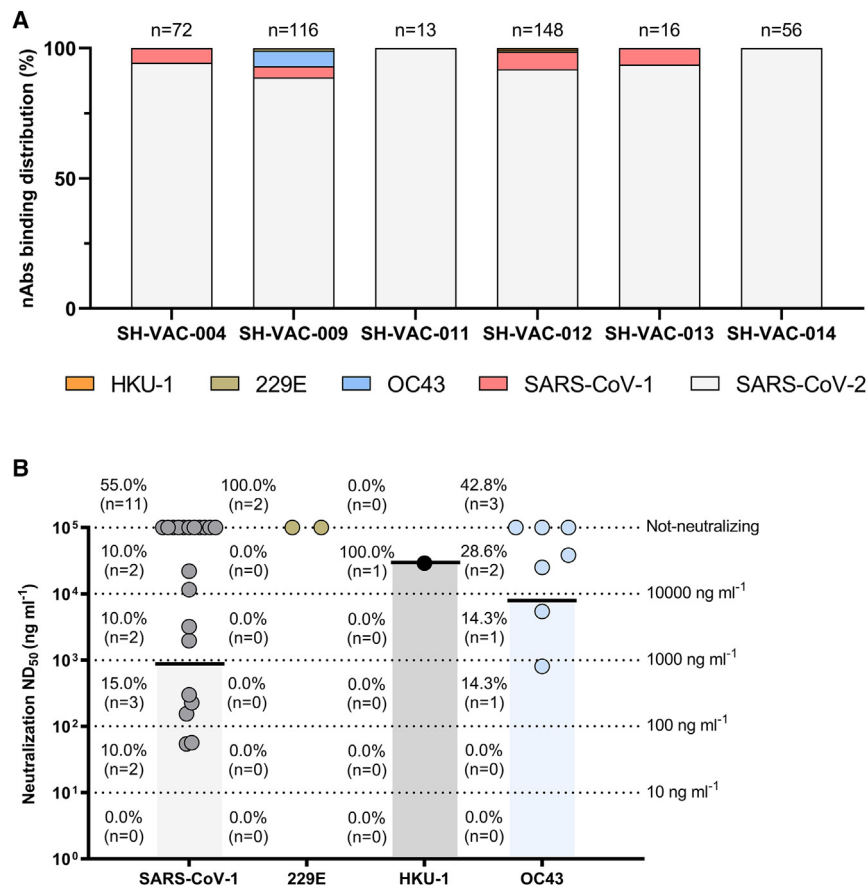 A
n=72 n=116 n=13 n=148 n=16 n=56
nAbs binding distribution (%)
100
50
0
SH-VAC-004 SH-VAC-009 SH-VAC-011 SH-VAC-012 SH-VAC-013 SH-VAC-014
HKU-1 229E OC43 SARS-CoV-1 SARS-CoV-2
B
Neutralization ND50 (ng ml-1)
55.0% 100.0% 0.0% 42.8%
(n=11) (n=2) (n=0) (n=3)
10⁵ Not-neutralizing
10.0% 0.0% 100.0% 28.6%
(n=2) (n=0) (n=1) (n=2)
10⁴ 10000 ng ml-1
10.0% 0.0% 0.0% 14.3%
(n=2) (n=0) (n=0) (n=1)
10³ 1000 ng ml-1
15.0% 0.0% 0.0% 14.3%
(n=3) (n=0) (n=0) (n=1)
10² 100 ng ml-1
10.0% 0.0% 0.0% 0.0%
(n=2) (n=0) (n=0) (n=0)
10¹ 10 ng ml-1
0.0% 0.0% 0.0% 0.0%
(n=0) (n=0) (n=0) (n=0)
10⁰
SARS-CoV-1 229E HKU-1 OC43